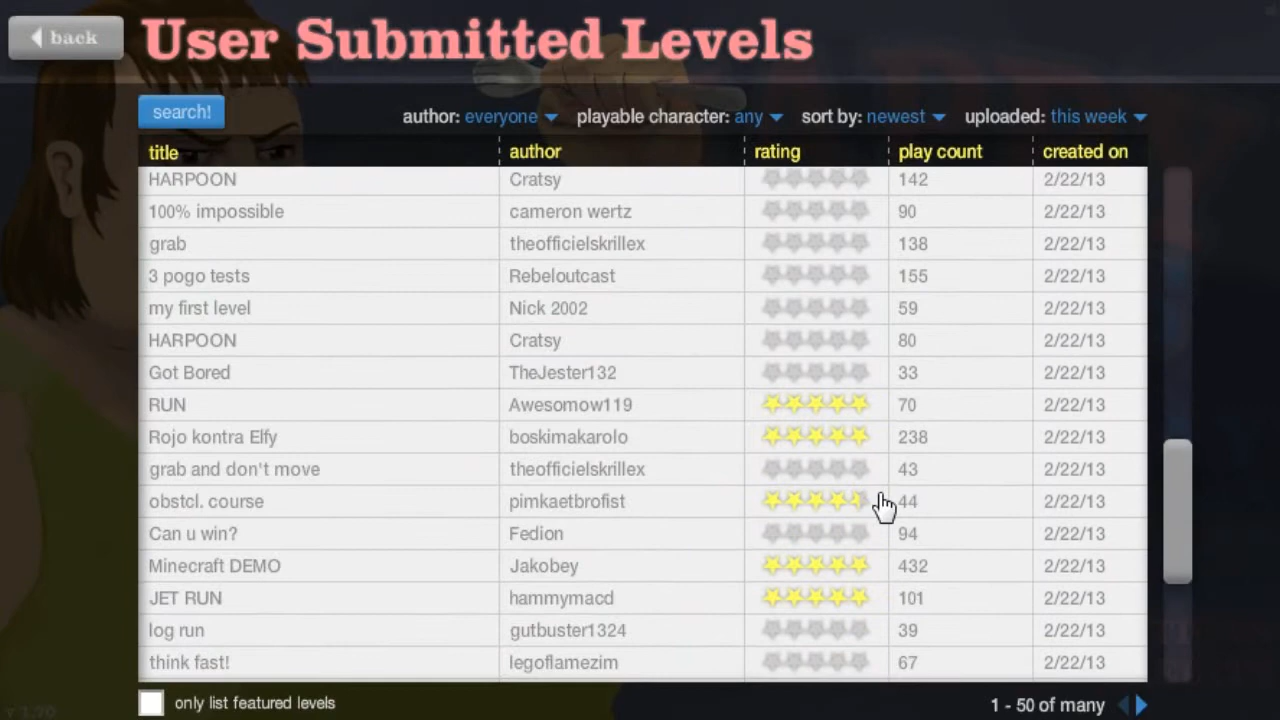 back
User Submitted Levels
search!
author: everyone playable character: any sort by: newest uploaded: this week
title author rating play count created on
HARPOON Cratsy 142 2/22/13
100% impossible cameron wertz 90 2/22/13
grab theofficielskrillex 138 2/22/13
3 pogo tests Rebeloutcast 155 2/22/13
my first level Nick 2002 59 2/22/13
HARPOON Cratsy 80 2/22/13
Got Bored TheJester132 33 2/22/13
RUN Awesomow119 70 2/22/13
Rojo kontra Elfy boskimakarolo 238 2/22/13
grab and don't move theofficielskrillex 43 2/22/13
obstcl. course pimkaetbrofist 44 2/22/13
Can u win? Fedion 94 2/22/13
Minecraft DEMO Jakobey 432 2/22/13
JET RUN hammymacd 101 2/22/13
log run gutbuster1324 39 2/22/13
think fast! legoflamezim 67 2/22/13
only list featured levels 1 - 50 of many